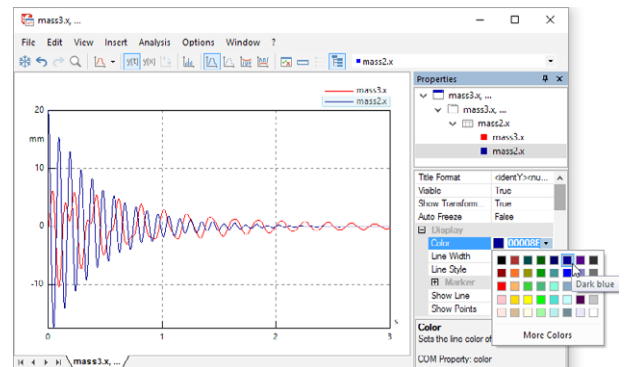 mass3.x, ...
File Edit View Insert Analysis Options Window ?
y(t) y(x) mass2.x
mass3.x
mass2.x
20
mm
10
0
-10
s
0 1 2 3
mass3.x, ... /
Properties
mass3.x, ...
mass3.x, ...
mass2.x
mass3.x
mass2.x
Title Format <identY><nu...
Visible True
Show Transform... True
Auto Freeze False
Display
Color 00008F
Line Width
Line Style
Marker
Show Line
Show Points
Dark blue
More Colors
Color
Sets the line color of
COM Property: color